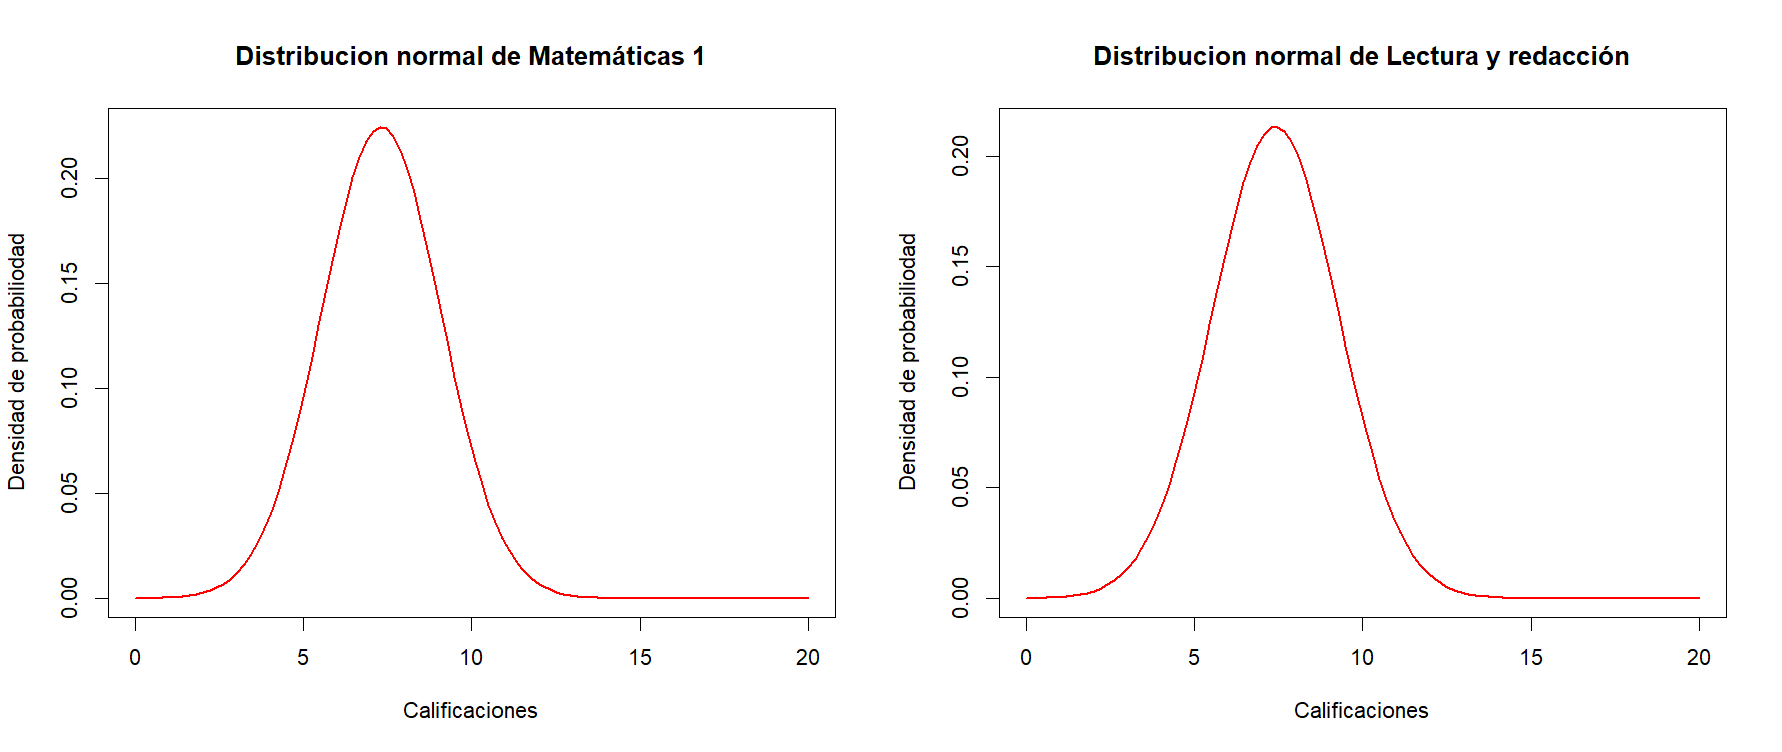 Distribucion normal de Matemáticas 1
Densidad de probabiliodad
0.20
0.15
0.10
0.05
0.00
0 5 10 15 20
Calificaciones
Distribucion normal de Lectura y redacción
Densidad de probabiliodad
0.20
0.15
0.10
0.05
0.00
0 5 10 15 20
Calificaciones